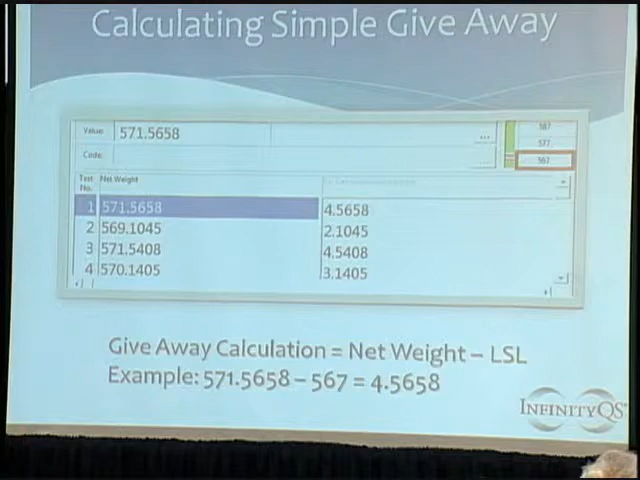 Calculating Simple Give Away
Value: 571.5658 ... 587
577
Code: ... 567
Test No. Net Weight
1 571.5658 4.5658
2 569.1045 2.1045
3 571.5408 4.5408
4 570.1405 3.1405
Give Away Calculation = Net Weight – LSL
Example: 571.5658 – 567 = 4.5658
INFINITYQS